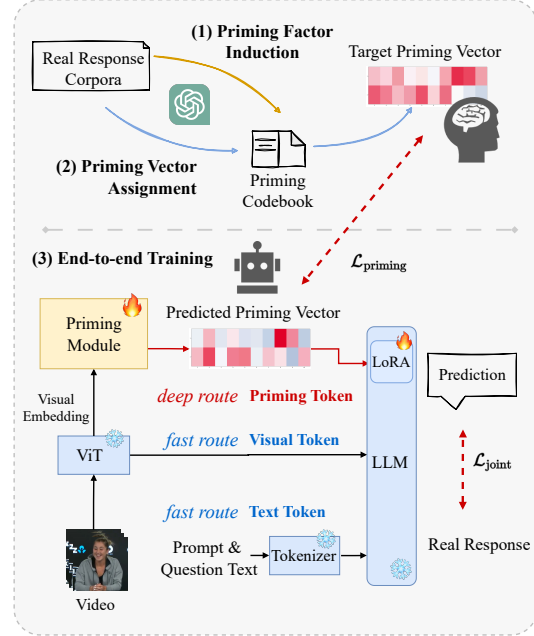 (1) Priming Factor
Induction
Real Response
Corpora
Target Priming Vector
(2) Priming Vector
Assignment
Priming
Codebook
(3) End-to-end Training
ℒpriming
Priming
Module
Predicted Priming Vector
LoRA
Prediction
Visual
Embedding
deep route Priming Token
ViT
fast route Visual Token
LLM
ℒjoint
fast route Text Token
Prompt &
Question Text
Tokenizer
Real Response
Video